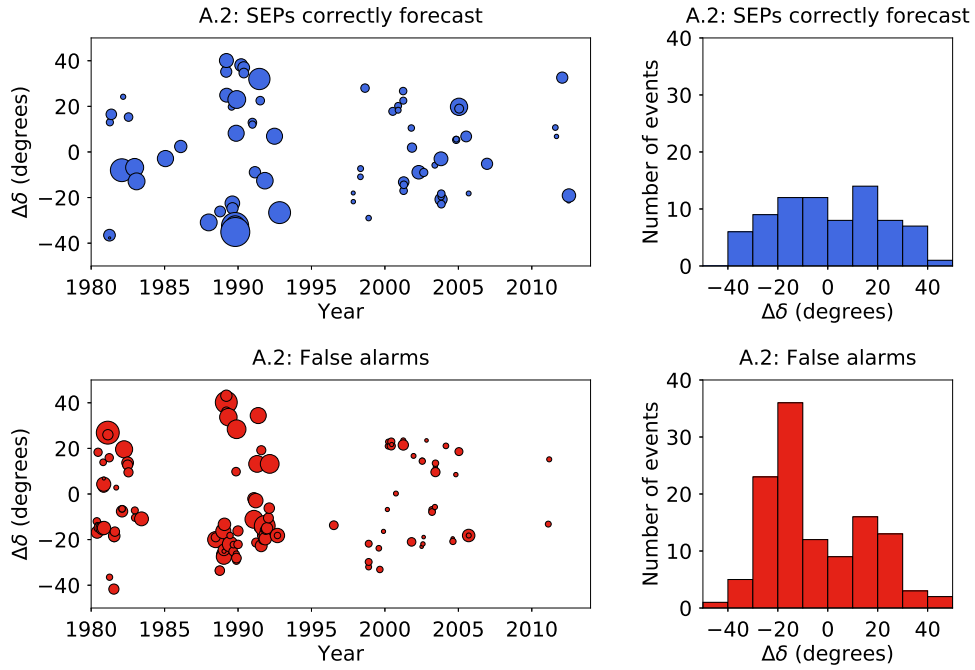 A.2: SEPs correctly forecast
Δδ (degrees)
40
20
0
−20
−40
1980 1985 1990 1995 2000 2005 2010
Year
A.2: SEPs correctly forecast
Number of events
40
30
20
10
0
−40 −20 0 20 40
Δδ (degrees)
A.2: False alarms
Δδ (degrees)
40
20
0
−20
−40
1980 1985 1990 1995 2000 2005 2010
Year
A.2: False alarms
Number of events
40
30
20
10
0
−40 −20 0 20 40
Δδ (degrees)